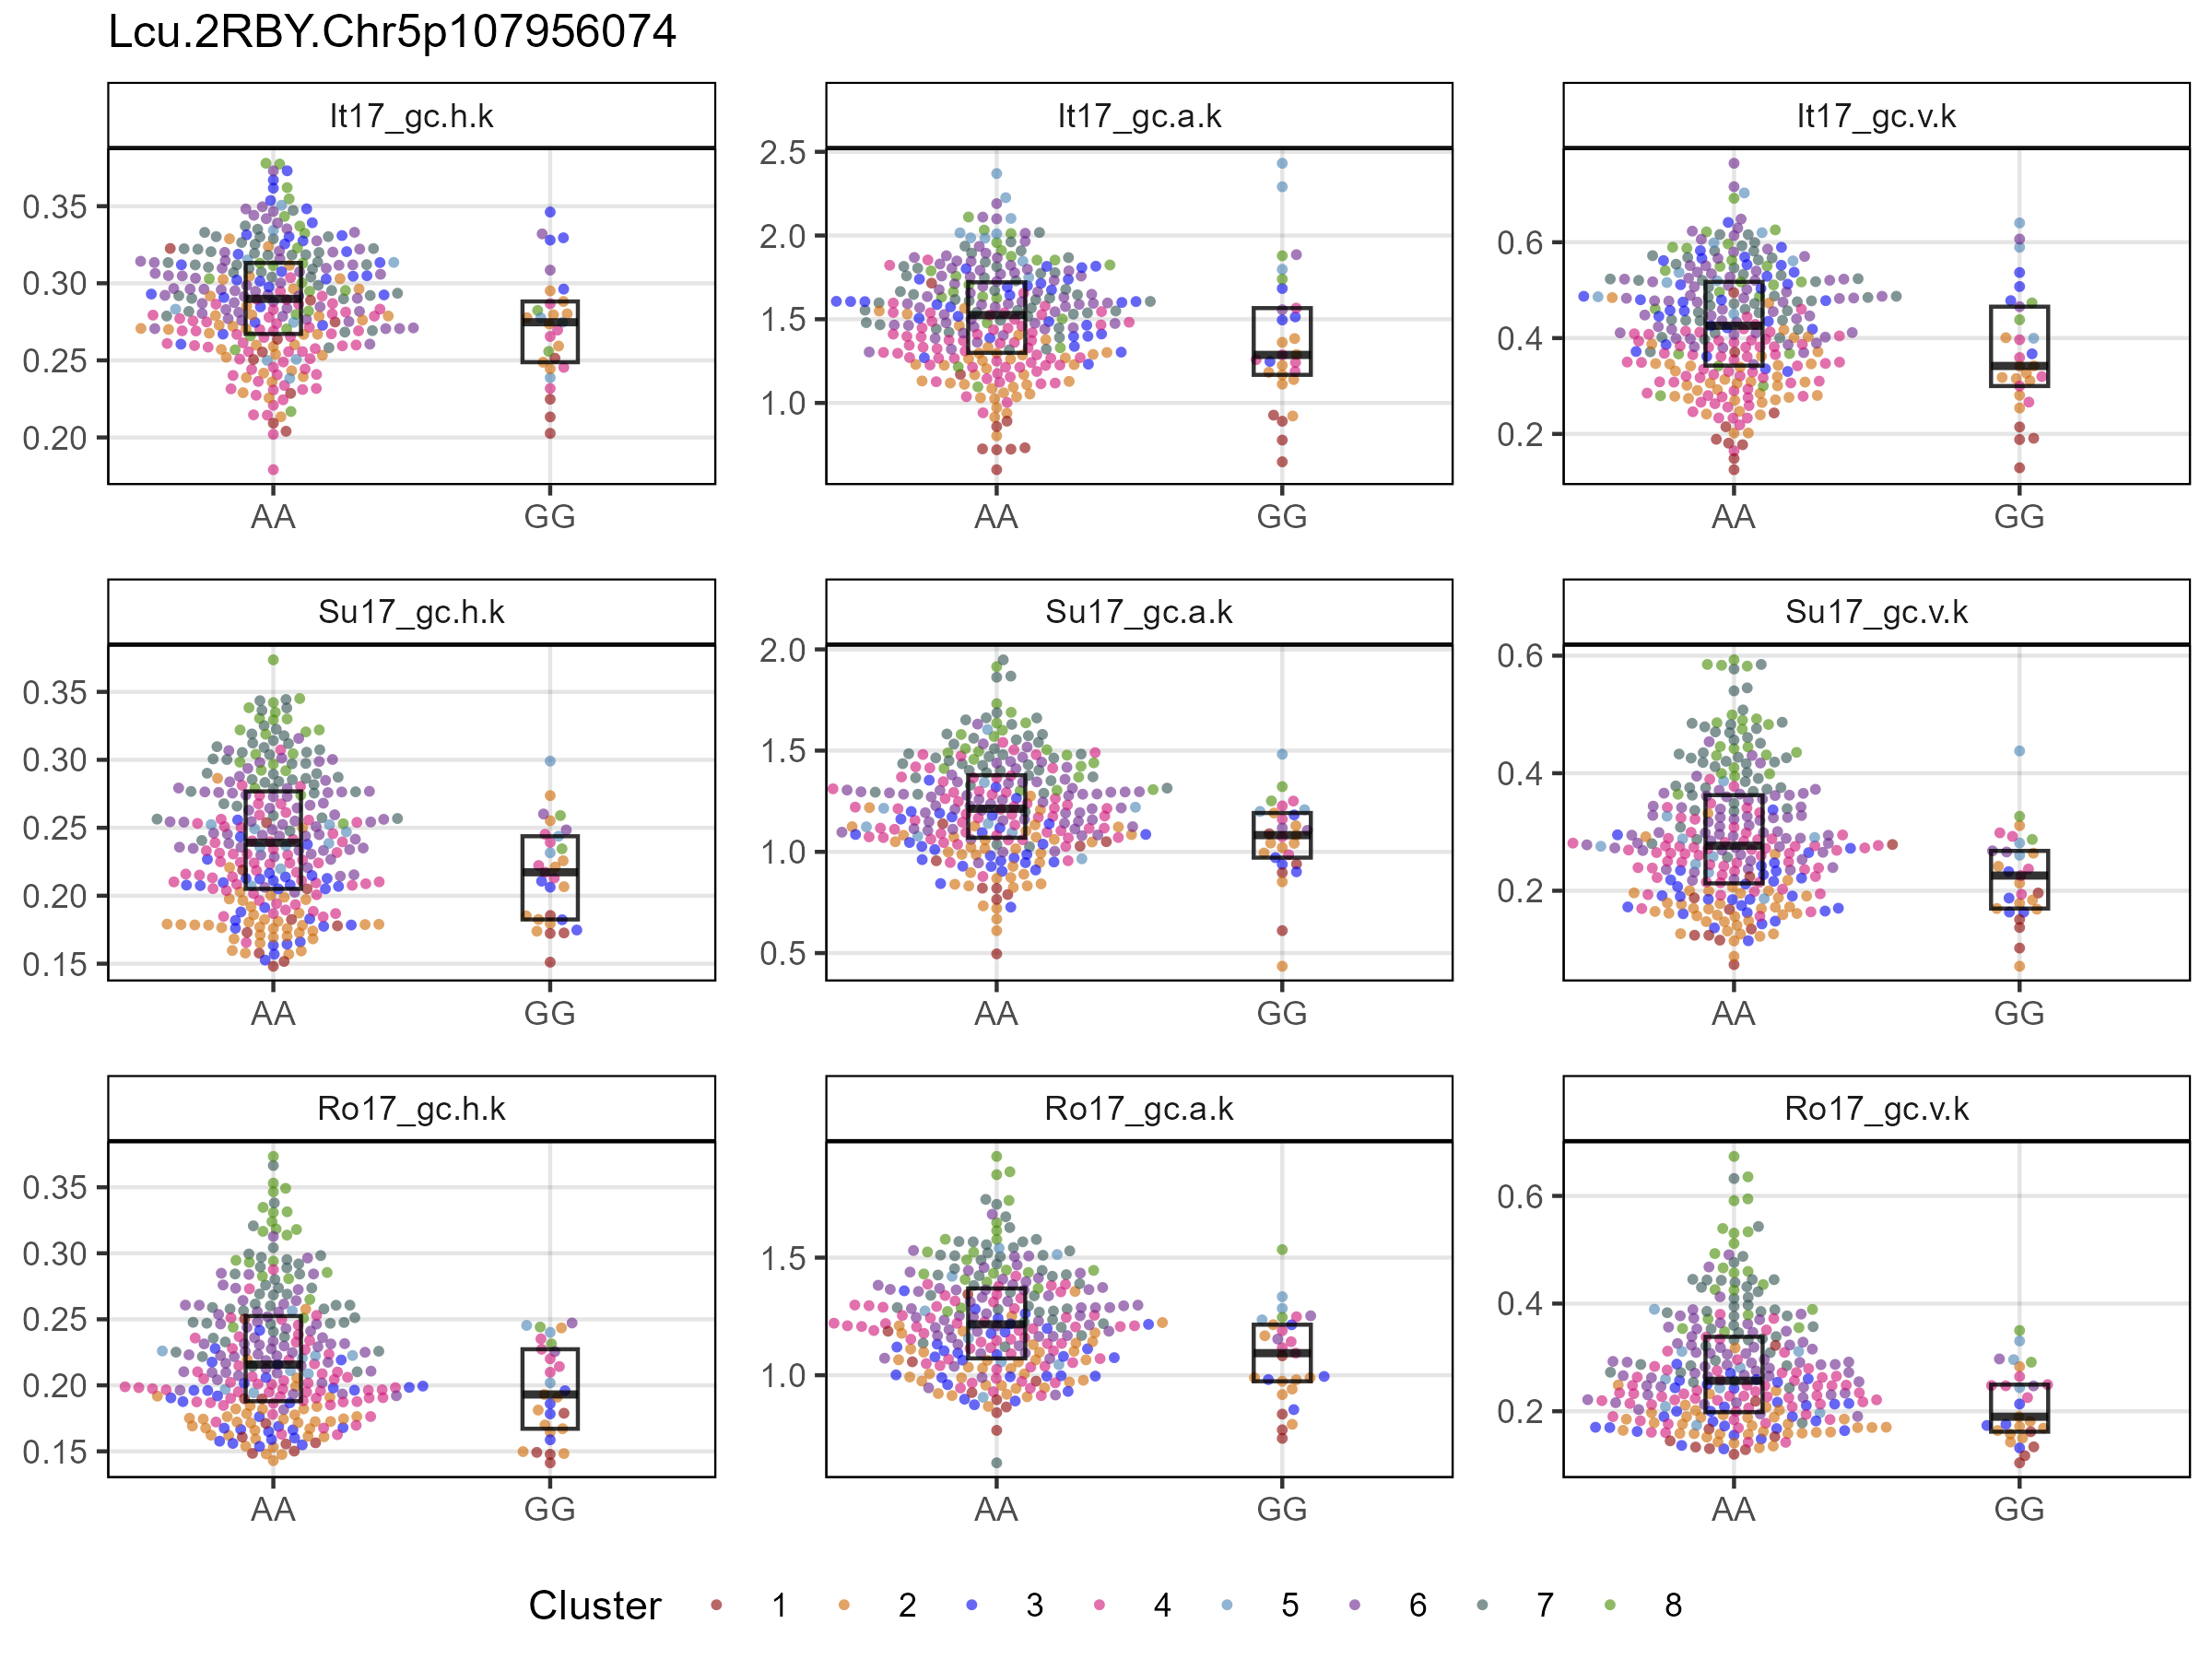 Lcu.2RBY.Chr5p107956074
It17_gc.h.k
It17_gc.a.k
It17_gc.v.k
0.35
0.30
0.25
0.20
AA
GG
2.5
2.0
1.5
1.0
AA
GG
0.6
0.4
0.2
AA
GG
Su17_gc.h.k
Su17_gc.a.k
Su17_gc.v.k
0.35
0.30
0.25
0.20
0.15
AA
GG
2.0
1.5
1.0
0.5
AA
GG
0.6
0.4
0.2
AA
GG
Ro17_gc.h.k
Ro17_gc.a.k
Ro17_gc.v.k
0.35
0.30
0.25
0.20
0.15
AA
GG
1.5
1.0
AA
GG
0.6
0.4
0.2
AA
GG
Cluster 1 2 3 4 5 6 7 8